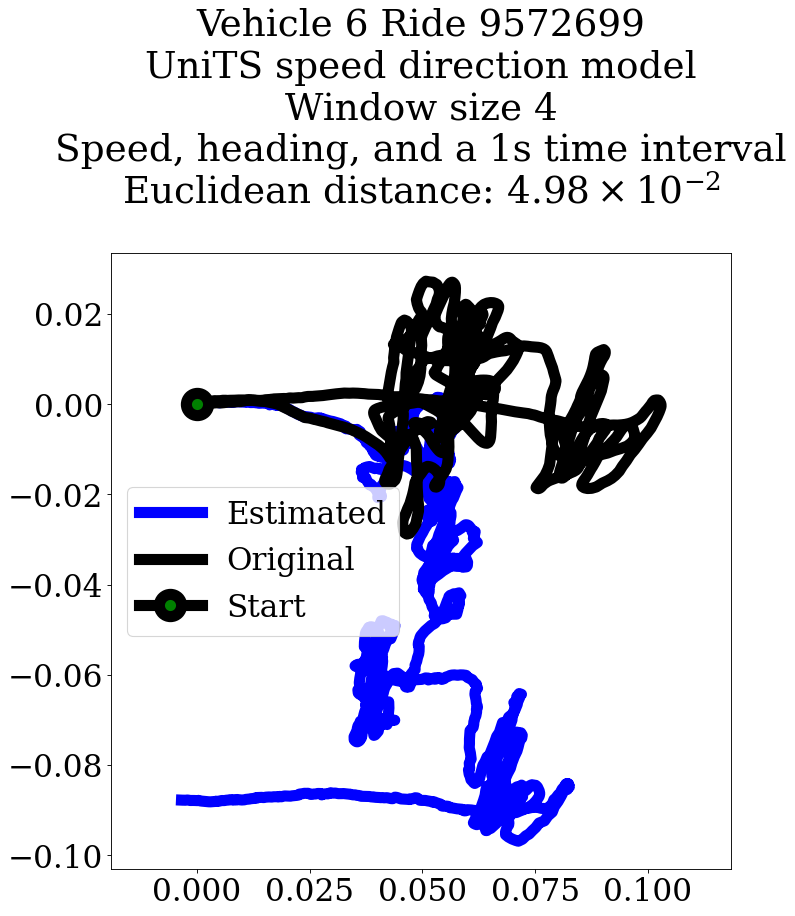 Vehicle 6 Ride 9572699
UniTS speed direction model
Window size 4
Speed, heading, and a 1s time interval
Euclidean distance: 4.98 × 10⁻²
0.02
0.00
−0.02
−0.04
−0.06
−0.08
−0.10
Estimated
Original
Start
0.000 0.025 0.050 0.075 0.100